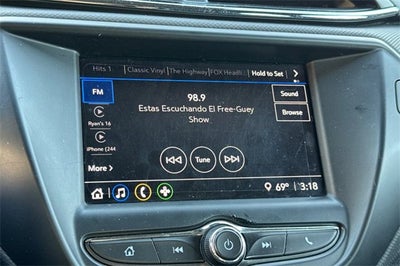 Hits 1
Classic Vinyl
The Highway
FOX Headli
Hold to Set
FM
98.9
Estas Escuchando El Free-Guey
Show
Sound
Browse
Ryan's 16
iPhone (244
More >
Tune
69°
3:18